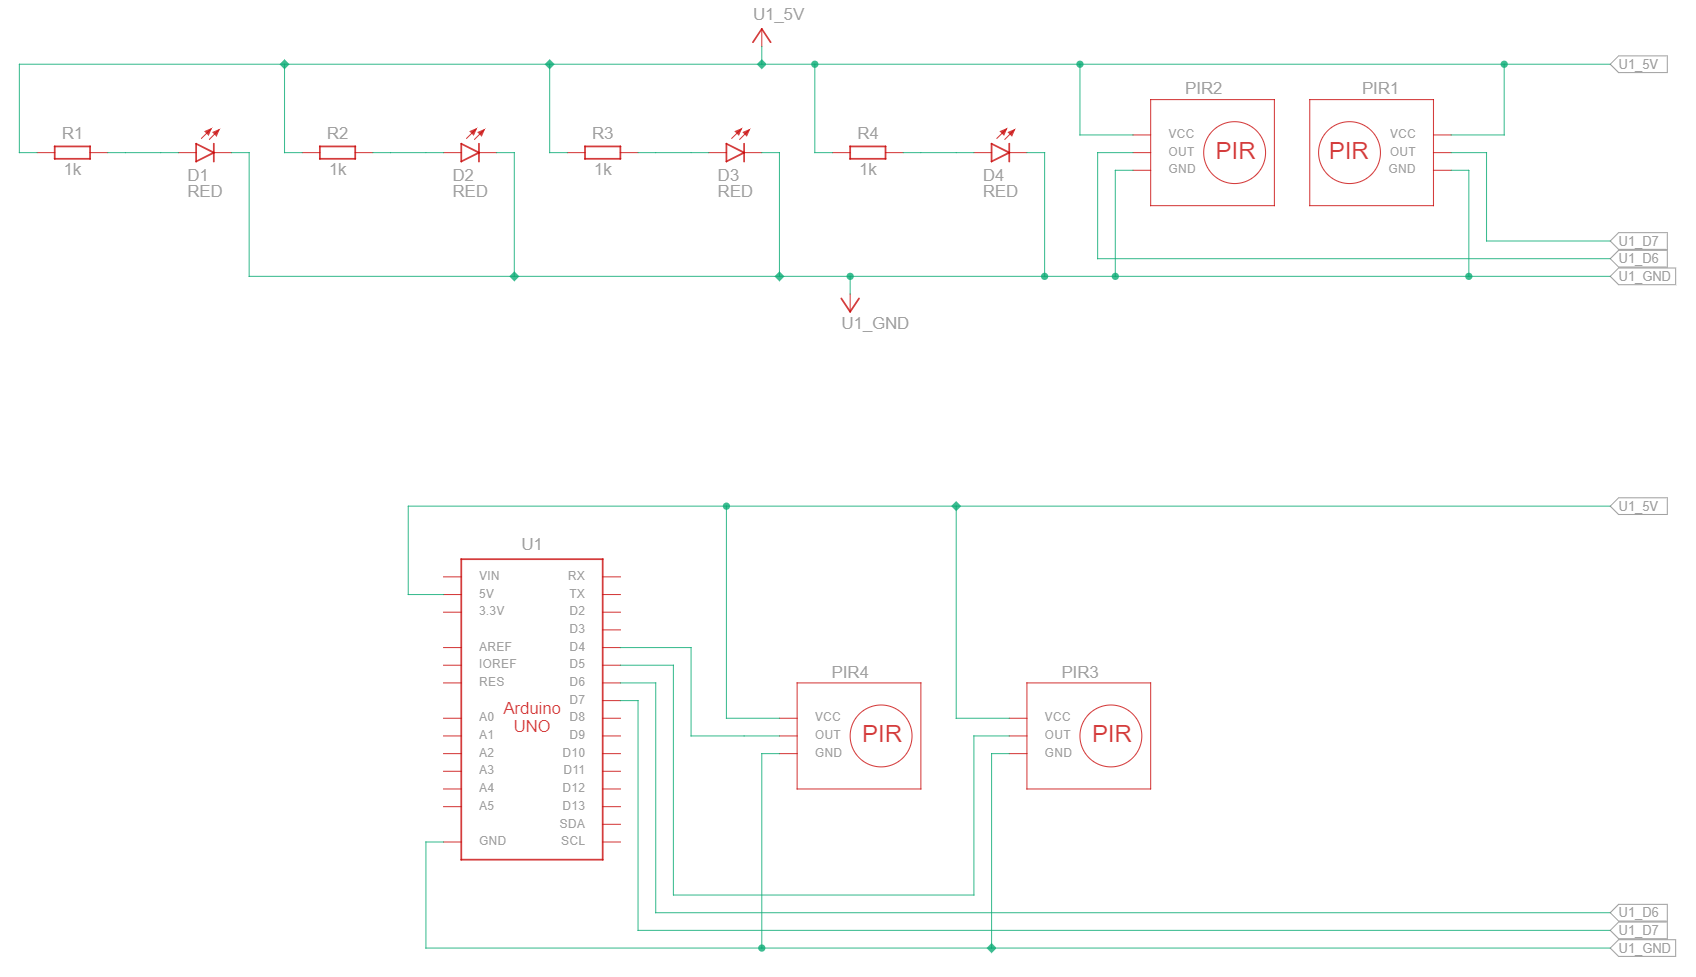 U1_5V
U1_5V
PIR2
PIR1
R1
1k
D1
RED
R2
1k
D2
RED
R3
1k
D3
RED
R4
1k
D4
RED
VCC
OUT
GND
PIR
PIR
VCC
OUT
GND
U1_D7
U1_D6
U1_GND
U1_GND
U1_5V
U1
VIN
5V
3.3V
AREF
IOREF
RES
A0
A1
A2
A3
A4
A5
GND
Arduino
UNO
RX
TX
D2
D3
D4
D5
D6
D7
D8
D9
D10
D11
D12
D13
SDA
SCL
PIR4
VCC
OUT
GND
PIR
PIR3
VCC
OUT
GND
PIR
U1_D6
U1_D7
U1_GND